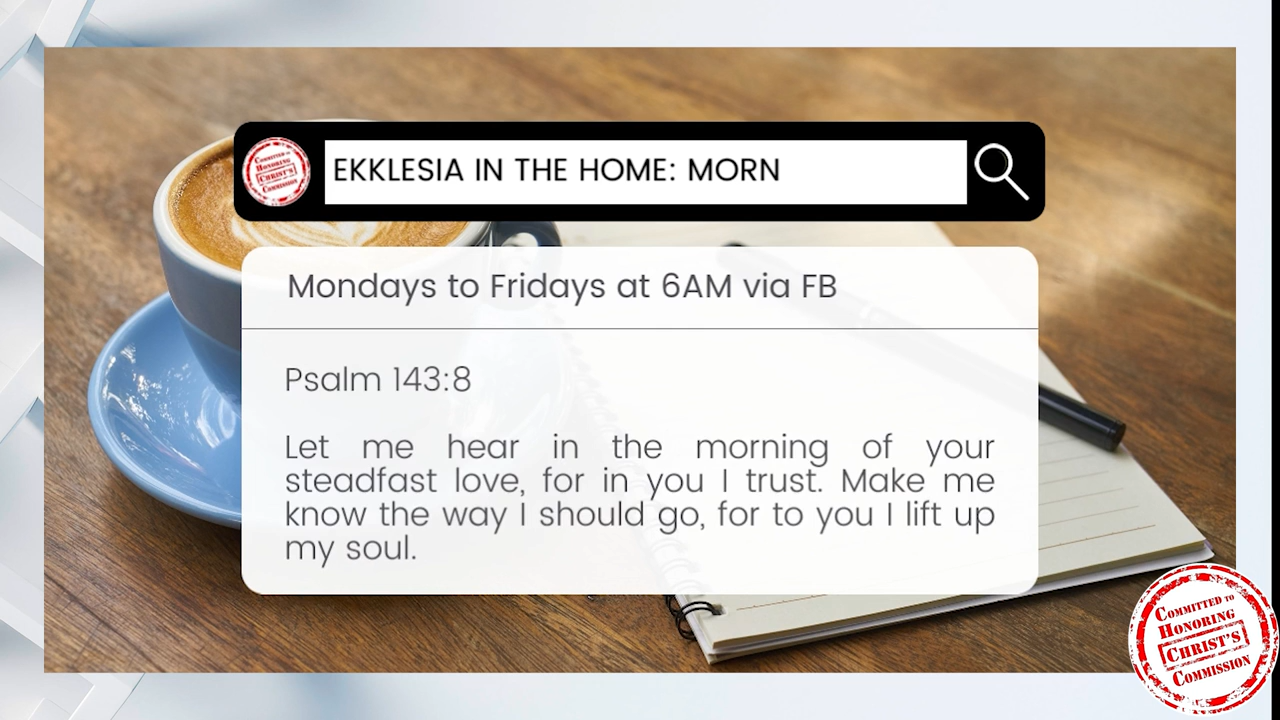 COMMITTED TO
HONORING
CHRIST'S
COMMISSION
EKKLESIA IN THE HOME: MORN
Mondays to Fridays at 6AM via FB
Psalm 143:8
Let me hear in the morning of your
steadfast love, for in you I trust. Make me
know the way I should go, for to you I lift up
my soul.
COMMITTED TO
HONORING
CHRIST'S
COMMISSION